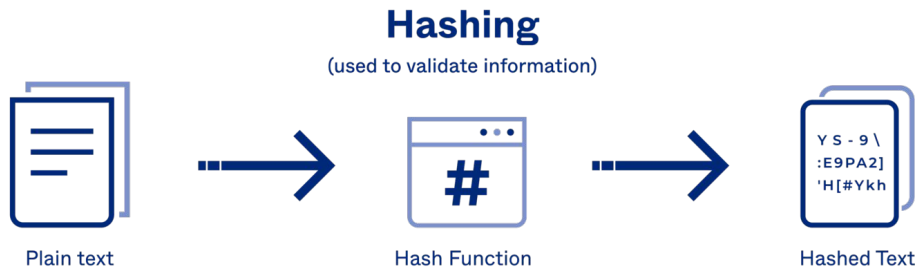 Hashing
(used to validate information)
#
Y S - 9 \
:E9PA2]
'H[#Ykh
Plain text
Hash Function
Hashed Text